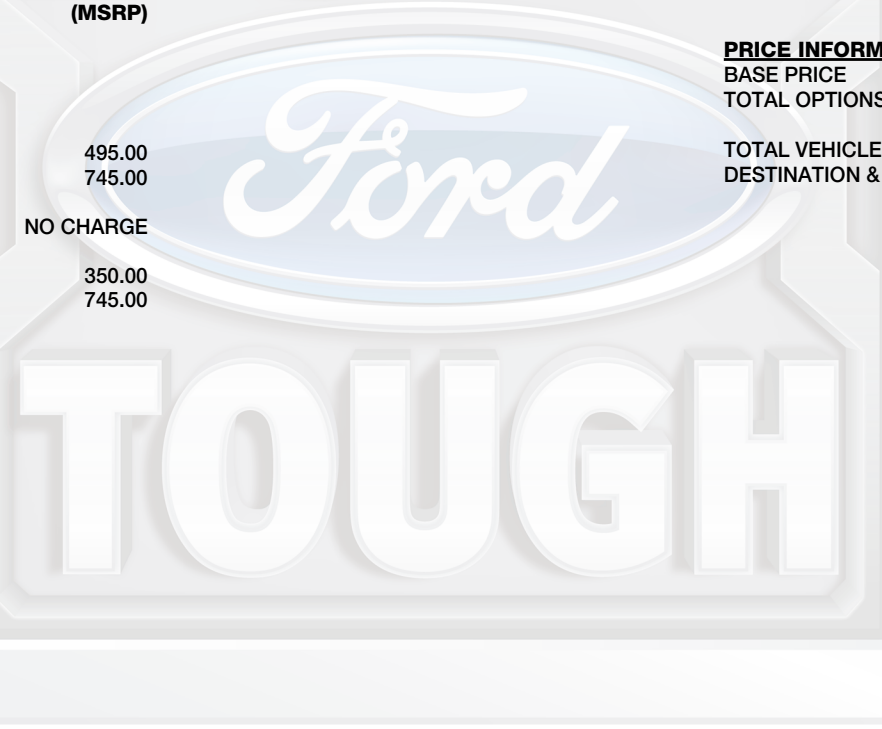 (MSRP)
495.00
745.00
NO CHARGE
350.00
745.00
PRICE INFORM
BASE PRICE
TOTAL OPTIONS
TOTAL VEHICLE
DESTINATION &
Ford
TOUGH